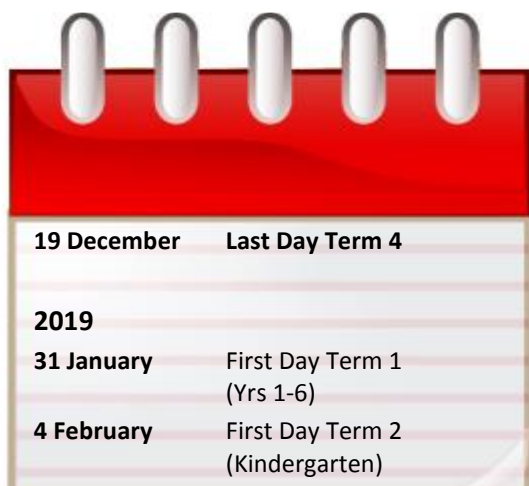 19 December Last Day Term 4
2019
31 January First Day Term 1
(Yrs 1-6)
4 February First Day Term 2
(Kindergarten)